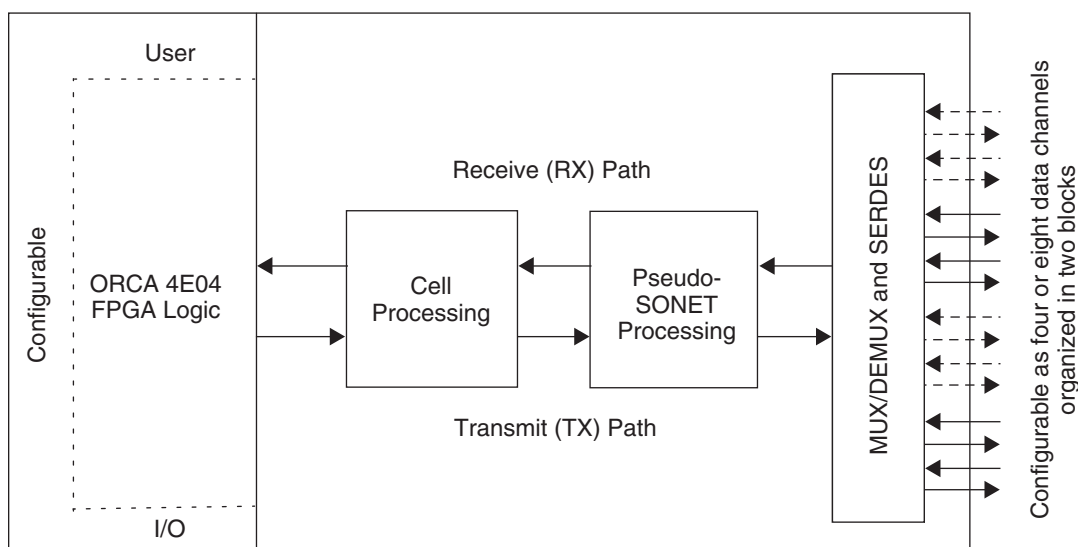 User
Configurable
ORCA 4E04
FPGA Logic
I/O
Receive (RX) Path
Cell
Processing
Pseudo-
SONET
Processing
Transmit (TX) Path
MUX/DEMUX and SERDES
Configurable as four or eight data channels
organized in two blocks